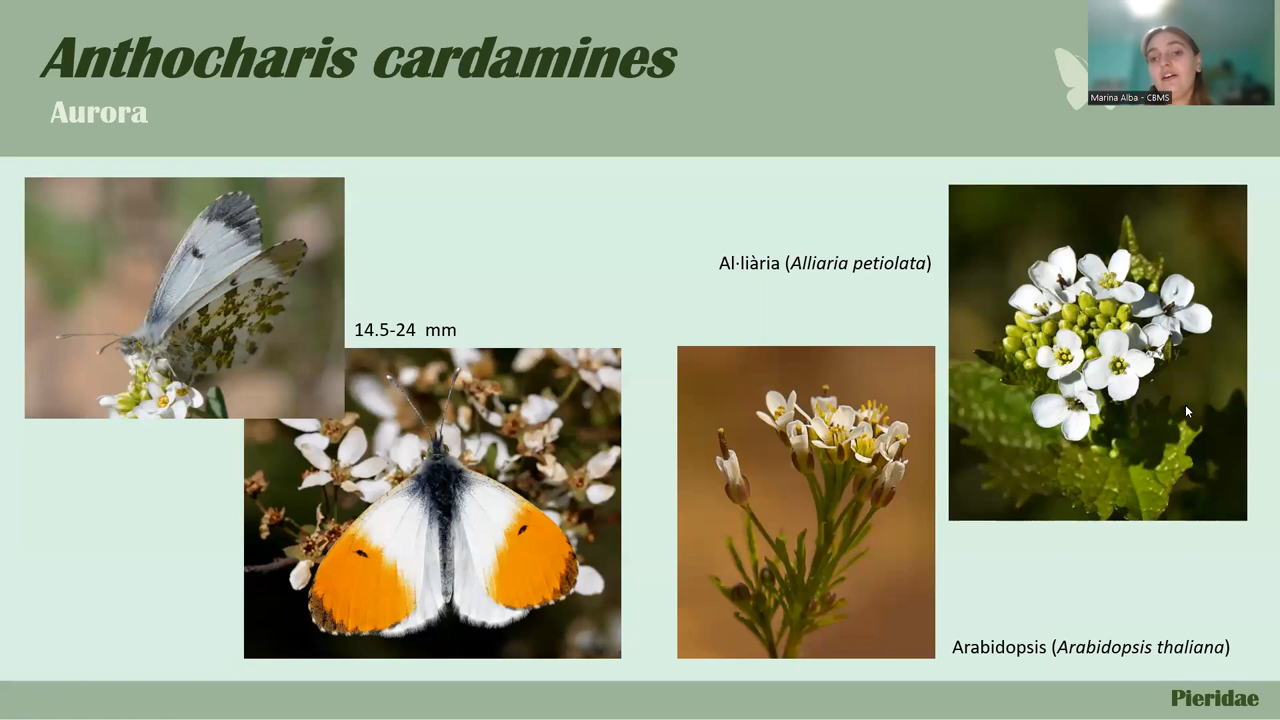 Anthocharis cardamines
Aurora
Marina Alba - CBMS
14.5-24 mm
Al·liària (Alliaria petiolata)
Arabidopsis (Arabidopsis thaliana)
Pieridae